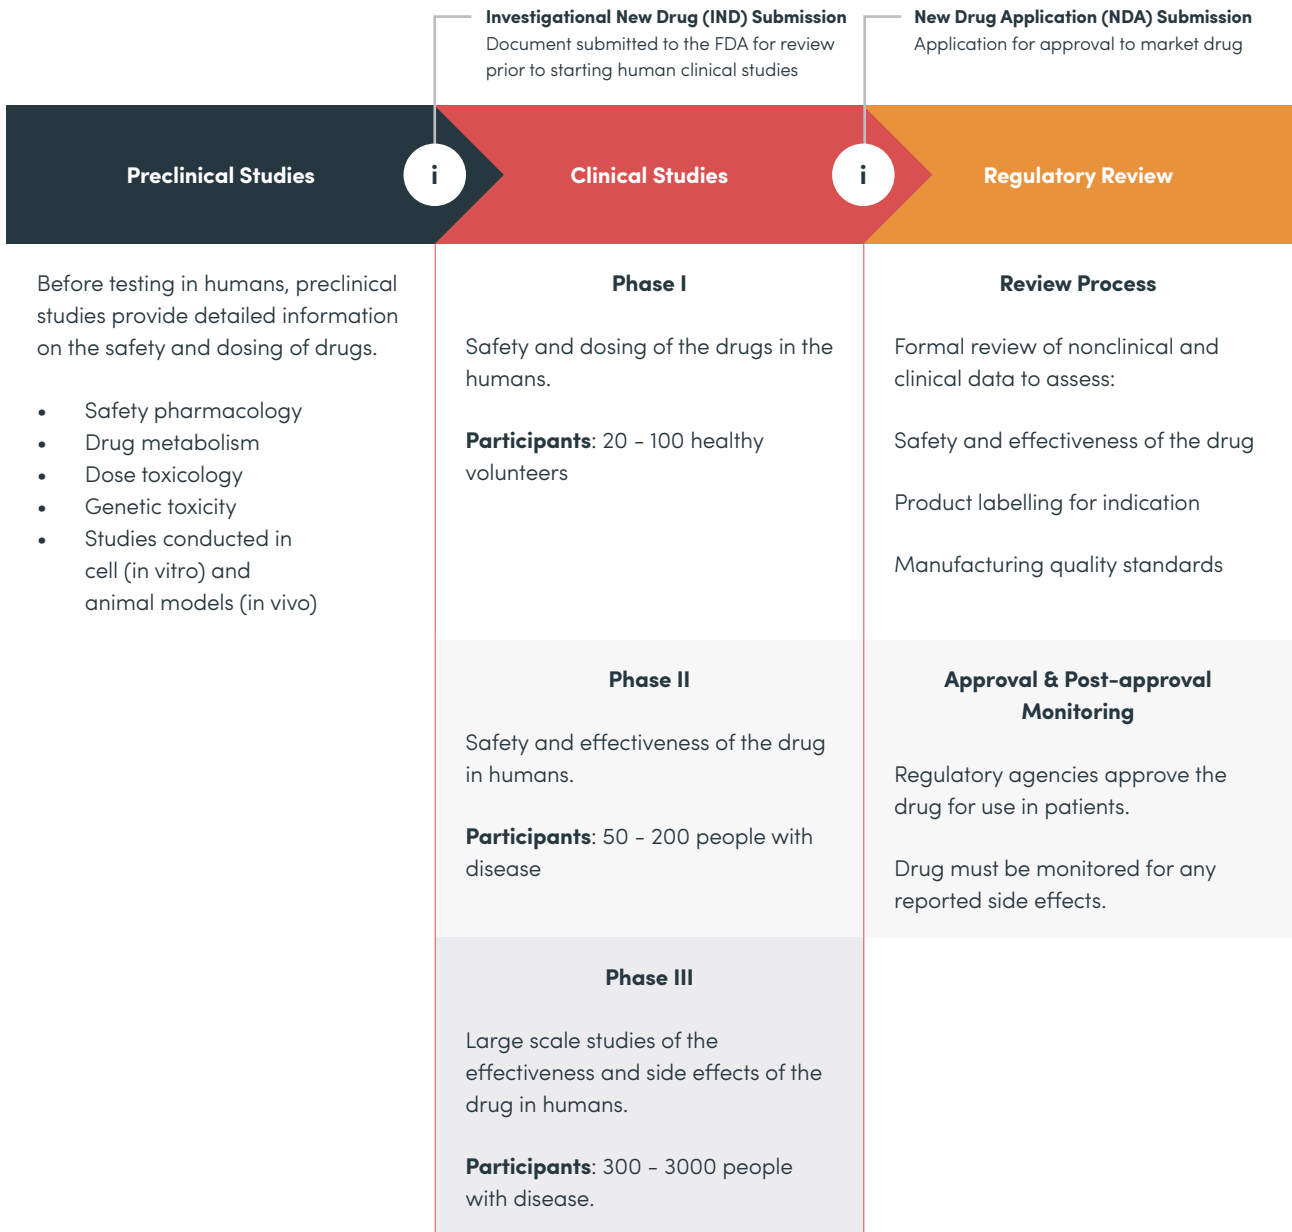 Investigational New Drug (IND) Submission
Document submitted to the FDA for review
prior to starting human clinical studies
New Drug Application (NDA) Submission
Application for approval to market drug
Preclinical Studies
i
Clinical Studies
i
Regulatory Review
Before testing in humans, preclinical
studies provide detailed information
on the safety and dosing of drugs.
• Safety pharmacology
• Drug metabolism
• Dose toxicology
• Genetic toxicity
• Studies conducted in
cell (in vitro) and
animal models (in vivo)
Phase I
Safety and dosing of the drugs in the
humans.
Participants: 20 - 100 healthy
volunteers
Phase II
Safety and effectiveness of the drug
in humans.
Participants: 50 - 200 people with
disease
Phase III
Large scale studies of the
effectiveness and side effects of the
drug in humans.
Participants: 300 - 3000 people
with disease.
Review Process
Formal review of nonclinical and
clinical data to assess:
Safety and effectiveness of the drug
Product labelling for indication
Manufacturing quality standards
Approval & Post-approval
Monitoring
Regulatory agencies approve the
drug for use in patients.
Drug must be monitored for any
reported side effects.